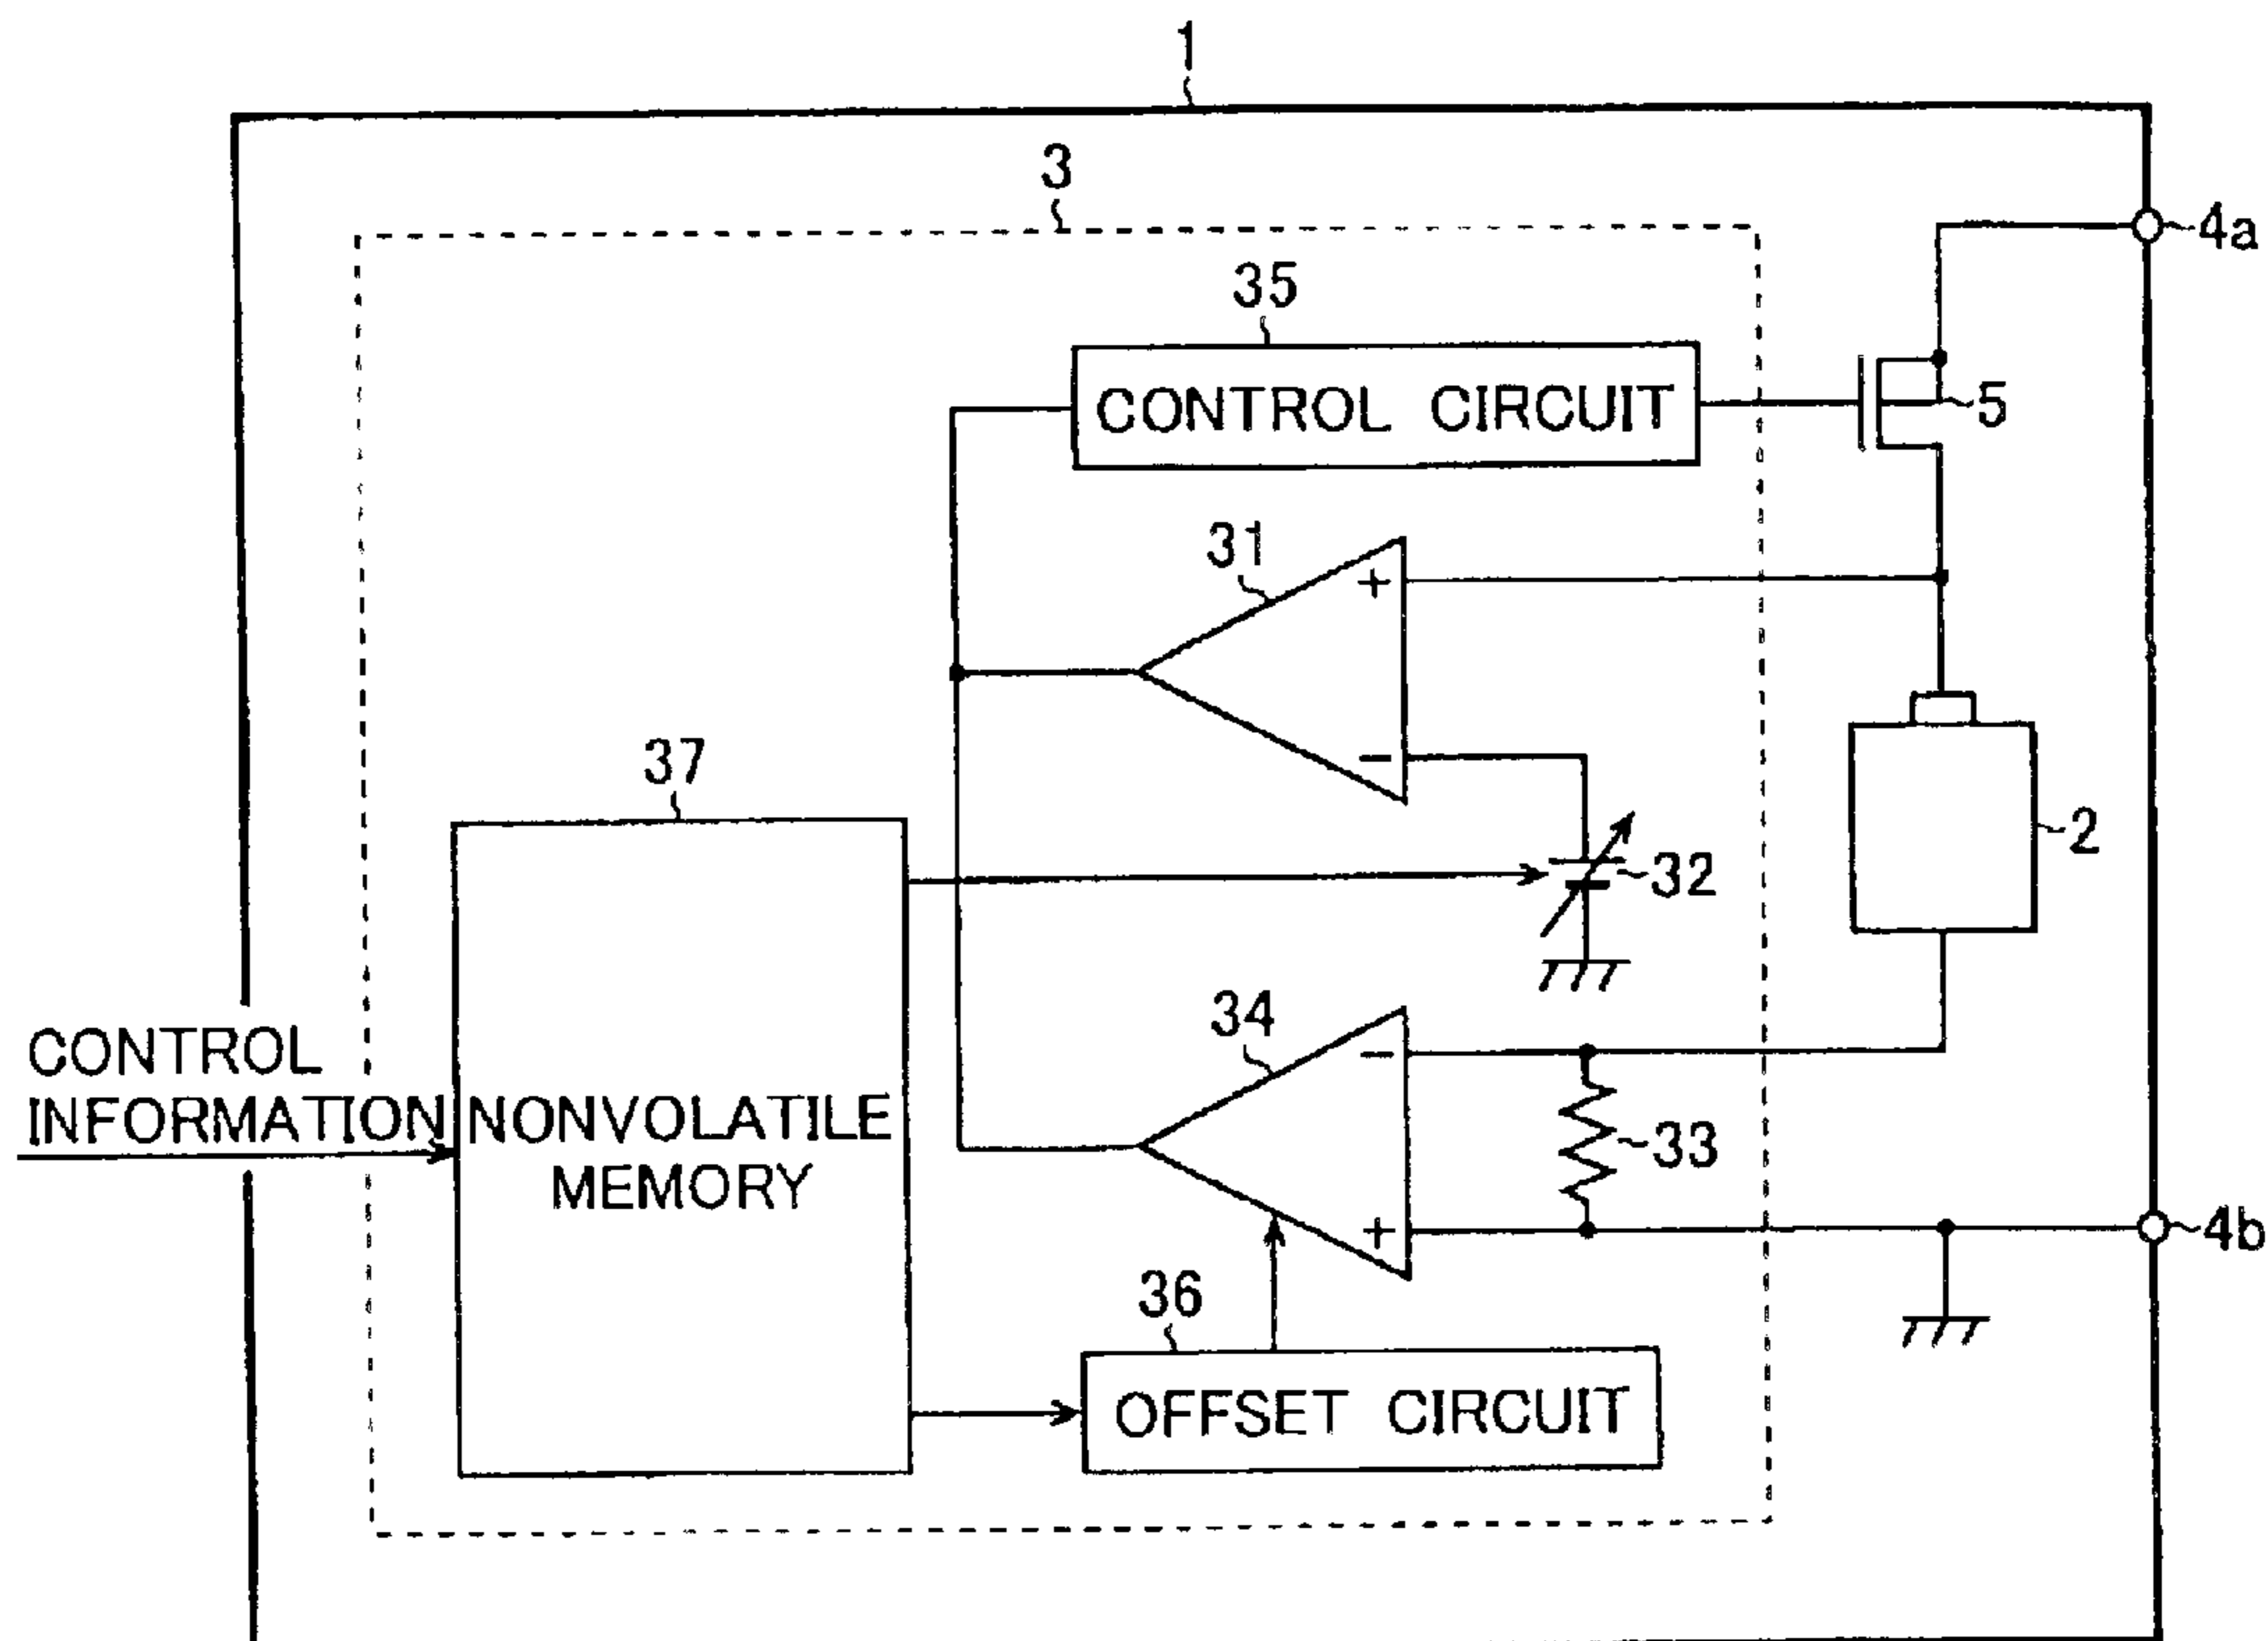 1
3
4a
35
CONTROL CIRCUIT
5
31
+
−
37
32
2
CONTROL
INFORMATION
NONVOLATILE
MEMORY
34
−
33
+
4b
36
OFFSET CIRCUIT